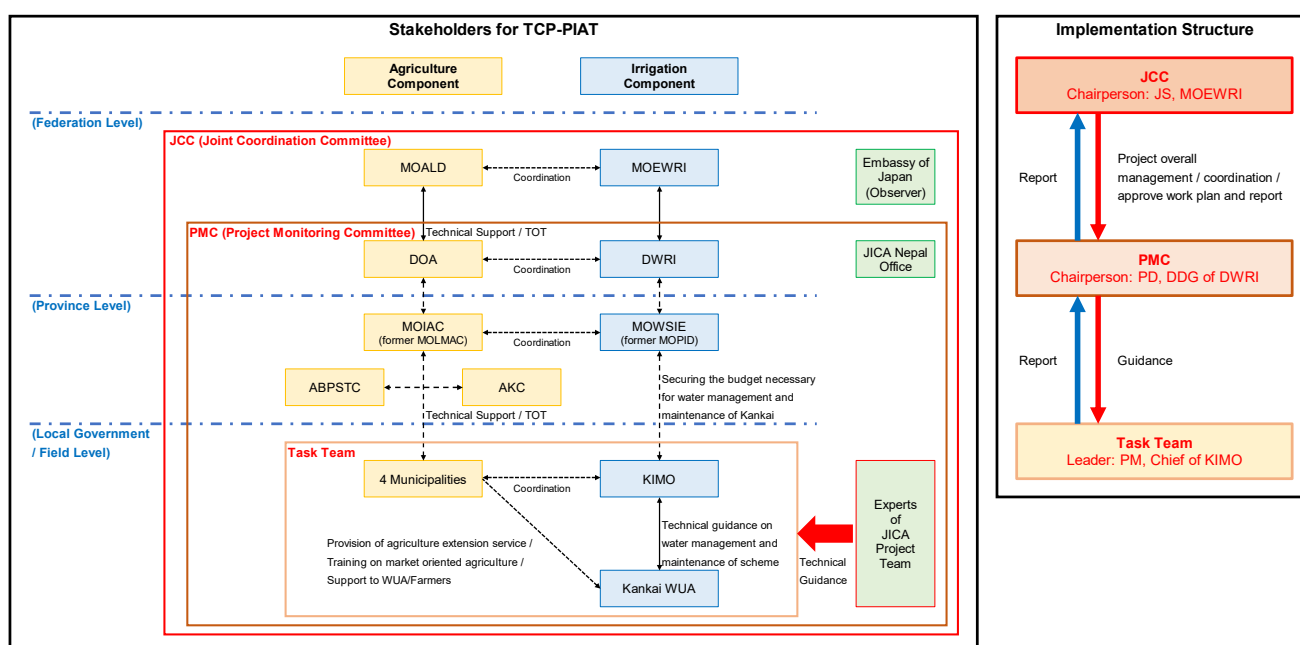 Stakeholders for TCP-PIAT
Agriculture
Component
Irrigation
Component
(Federation Level)
JCC (Joint Coordination Committee)
MOALD
Coordination
MOEWRI
Embassy of
Japan
(Observer)
PMC (Project Monitoring Committee)
Technical Support / TOT
DOA
Coordination
DWRI
JICA Nepal
Office
(Province Level)
MOIAC
(former MOLMAC)
Coordination
MOWSIE
(former MOPID)
ABPSTC
AKC
Securing the budget necessary
for water management and
maintenance of Kankai
Technical Support / TOT
(Local Government
/ Field Level)
Task Team
4 Municipalities
Coordination
KIMO
Experts
of
JICA
Project
Team
Provision of agriculture extension service /
Training on market oriented agriculture /
Support to WUA/Farmers
Technical guidance on
water management and
maintenance of scheme
Technical
Guidance
Kankai WUA
Implementation Structure
JCC
Chairperson: JS, MOEWRI
Report
Project overall
management / coordination /
approve work plan and report
PMC
Chairperson: PD, DDG of DWRI
Report
Guidance
Task Team
Leader: PM, Chief of KIMO